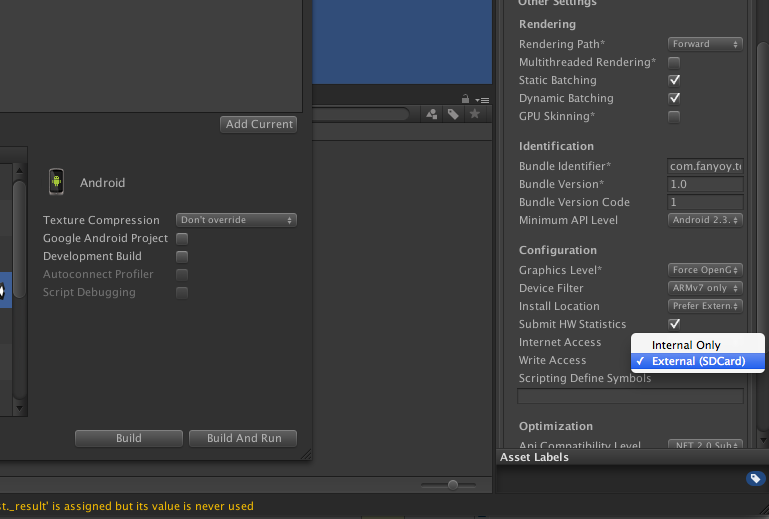 Add Current
Android
Texture Compression Don't override
Google Android Project
Development Build
Autoconnect Profiler
Script Debugging
Build Build And Run
st._result' is assigned but its value is never used
Other Settings
Rendering
Rendering Path* Forward
Multithreaded Rendering*
Static Batching
Dynamic Batching
GPU Skinning*
Identification
Bundle Identifier* com.fanyoy.te
Bundle Version* 1.0
Bundle Version Code 1
Minimum API Level Android 2.3.
Configuration
Graphics Level* Force OpenG
Device Filter ARMv7 only
Install Location Prefer Extern
Submit HW Statistics
Internet Access
Internal Only
Write Access
External (SDCard)
Scripting Define Symbols
Optimization
Api Compatibility Level .NET 2.0 Sub
Asset Labels